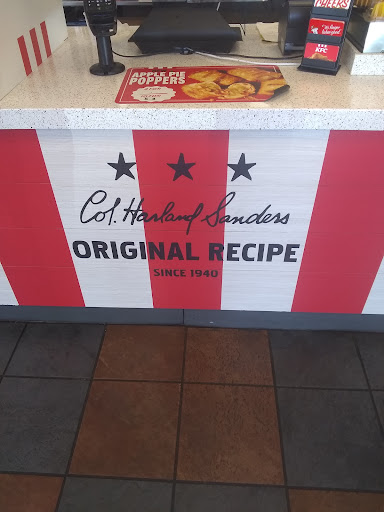 APPLE PIE
POPPERS
KFC
Col. Harland Sanders
ORIGINAL RECIPE
SINCE 1940